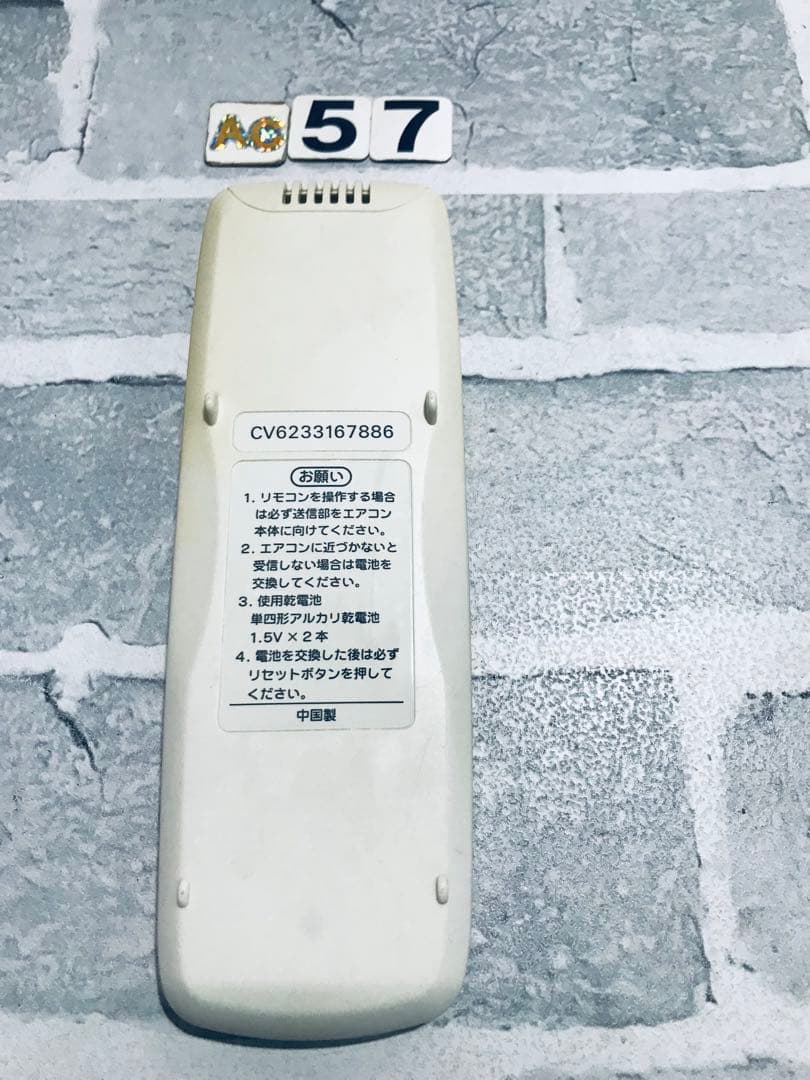 AC 57
CV6233167886
お願い
1. リモコンを操作する場合
は必ず送信部をエアコン
本体に向けてください。
2. エアコンに近づかないと
受信しない場合は電池を
交換してください。
3. 使用乾電池
単四形アルカリ乾電池
1.5V×2本
4. 電池を交換した後は必ず
リセットボタンを押して
ください。
中国製